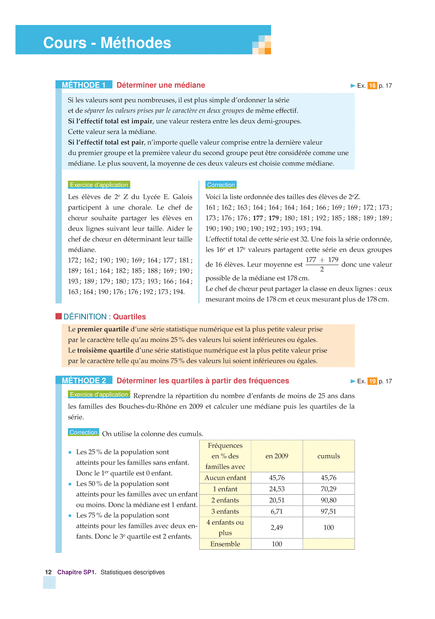 Cours - Méthodes
MÉTHODE 1 Déterminer une médiane ► Ex. 16 p. 17
Si les valeurs sont peu nombreuses, il est plus simple d'ordonner la série
et de séparer les valeurs prises par le caractère en deux groupes de même effectif.
Si l'effectif total est impair, une valeur restera entre les deux demi-groupes.
Cette valeur sera la médiane.
Si l'effectif total est pair, n'importe quelle valeur comprise entre la dernière valeur
du premier groupe et la première valeur du second groupe peut être considérée comme une
médiane. Le plus souvent, la moyenne de ces deux valeurs est choisie comme médiane.
Exercice d'application
Les élèves de 2e Z du Lycée E. Galois
participent à une chorale. Le chef de
chœur souhaite partager les élèves en
deux lignes suivant leur taille. Aider le
chef de chœur en déterminant leur taille
médiane.
172 ; 162 ; 190 ; 190 ; 169 ; 164 ; 177 ; 181 ;
189 ; 161 ; 164 ; 182 ; 185 ; 188 ; 169 ; 190 ;
193 ; 189 ; 179 ; 180 ; 173 ; 193 ; 166 ; 164 ;
163 ; 164 ; 190 ; 176 ; 176 ; 192 ; 173 ; 194.
Correction
Voici la liste ordonnée des tailles des élèves de 2eZ.
161 ; 162 ; 163 ; 164 ; 164 ; 164 ; 164 ; 166 ; 169 ; 169 ; 172 ; 173 ;
173 ; 176 ; 176 ; 177 ; 179 ; 180 ; 181 ; 182 ; 185 ; 188 ; 189 ; 189 ;
190 ; 190 ; 190 ; 190 ; 192 ; 193 ; 193 ; 194.
L'effectif total de cette série est 32. Une fois la série ordonnée,
les 16e et 17e valeurs partagent cette série en deux groupes
de 16 élèves. Leur moyenne est (177 + 179)/2 donc une valeur
possible de la médiane est 178 cm.
Le chef de chœur peut partager la classe en deux lignes : ceux
mesurant moins de 178 cm et ceux mesurant plus de 178 cm.
DÉFINITION : Quartiles
Le premier quartile d'une série statistique numérique est la plus petite valeur prise
par le caractère telle qu'au moins 25 % des valeurs lui soient inférieures ou égales.
Le troisième quartile d'une série statistique numérique est la plus petite valeur prise
par le caractère telle qu'au moins 75 % des valeurs lui soient inférieures ou égales.
MÉTHODE 2 Déterminer les quartiles à partir des fréquences ► Ex. 19 p. 17
Exercice d'application Reprendre la répartition du nombre d'enfants de moins de 25 ans dans
les familles des Bouches-du-Rhône en 2009 et calculer une médiane puis les quartiles de la
série.
Correction On utilise la colonne des cumuls.
• Les 25 % de la population sont
atteints pour les familles sans enfant.
Donc le 1er quartile est 0 enfant.
• Les 50 % de la population sont
atteints pour les familles avec un enfant
ou moins. Donc la médiane est 1 enfant.
• Les 75 % de la population sont
atteints pour les familles avec deux en-
fants. Donc le 3e quartile est 2 enfants.
Fréquences
en % des
familles avec
en 2009 cumuls
Aucun enfant 45,76 45,76
1 enfant 24,53 70,29
2 enfants 20,51 90,80
3 enfants 6,71 97,51
4 enfants ou
plus
2,49 100
Ensemble 100
12 Chapitre SP1. Statistiques descriptives